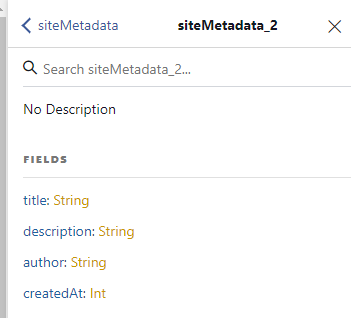 siteMetadata siteMetadata_2
Search siteMetadata_2...
No Description
FIELDS
title: String
description: String
author: String
createdAt: Int